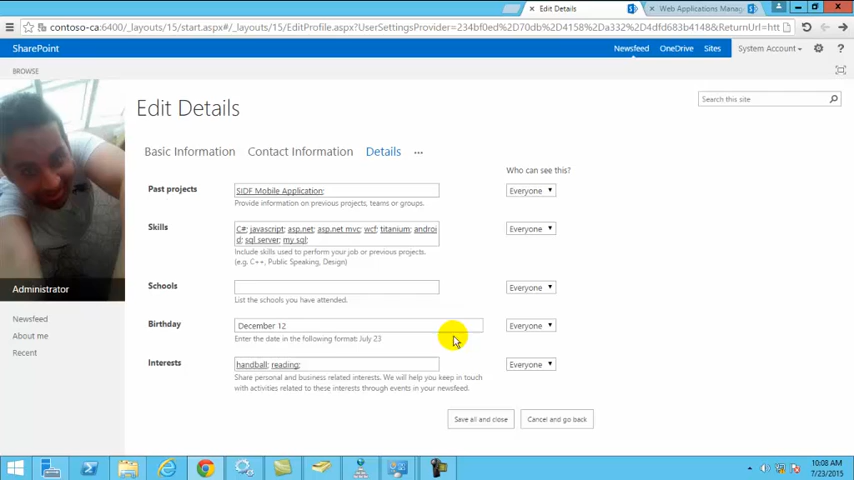 Edit Details
Web Applications Manag
contoso-ca:6400/_layouts/15/start.aspx#/_layouts/15/EditProfile.aspx?UserSettingsProvider=234bf0ed%2D70db%2D4158%2Da332%2D4dfd6fd3b4148&ReturnUrl=htt
SharePoint
Newsfeed OneDrive Sites System Account
BROWSE
Edit Details
Search this site
Basic Information Contact Information Details ...
Who can see this?
Past projects SIDF Mobile Application; Everyone
Provide information on previous projects, teams or groups.
Skills C#; javascript; asp.net; asp.net mvc; wcf; titanium; androi Everyone
d; sql server; my sql;
Include skills used to perform your job or previous projects.
(e.g. C++, Public Speaking, Design)
Administrator
Schools Everyone
List the schools you have attended.
Newsfeed
About me
Recent
Birthday December 12 Everyone
Enter the date in the following format: July 23
Interests handball; reading; Everyone
Share personal and business related interests. We will help you keep in touch
with activities related to these interests through events in your newsfeed.
Save all and close Cancel and go back
10:08 AM
7/23/2015